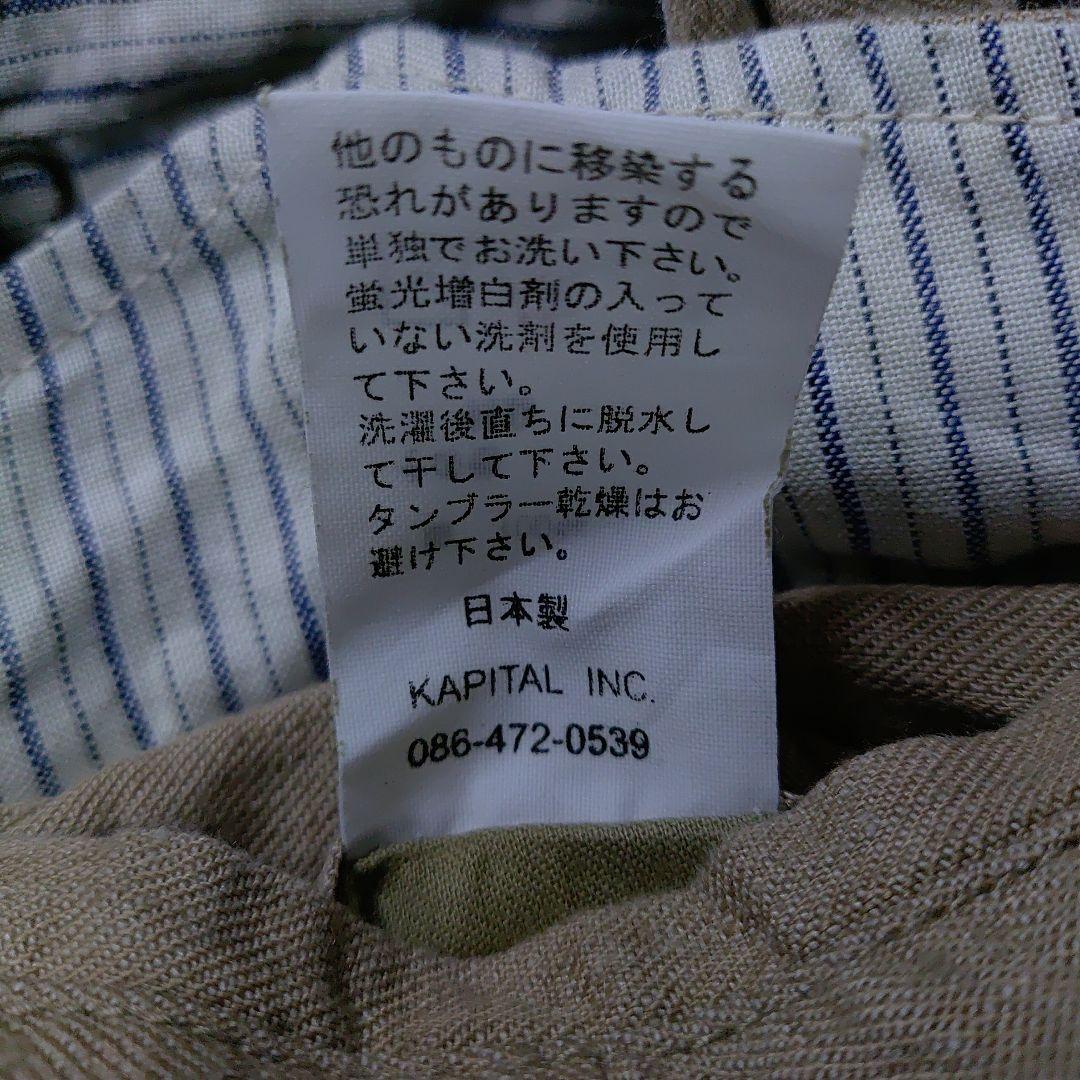 他のものに移染する
恐れがありますので
単独でお洗い下さい。
蛍光増白剤の入って
いない洗剤を使用し
て下さい。
洗濯後直ちに脱水し
て干して下さい。
タンブラー乾燥はお
避け下さい。
日本製
KAPITAL INC.
086-472-0539